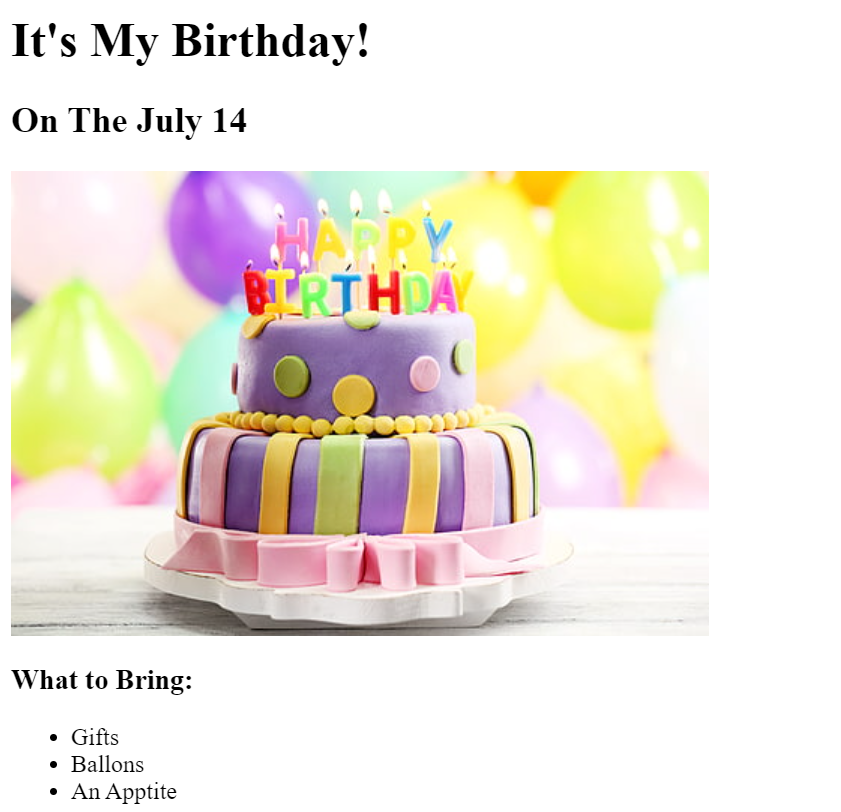 It's My Birthday!
On The July 14
HAPPY
BIRTHDAY
What to Bring:
Gifts
Ballons
An Apptite